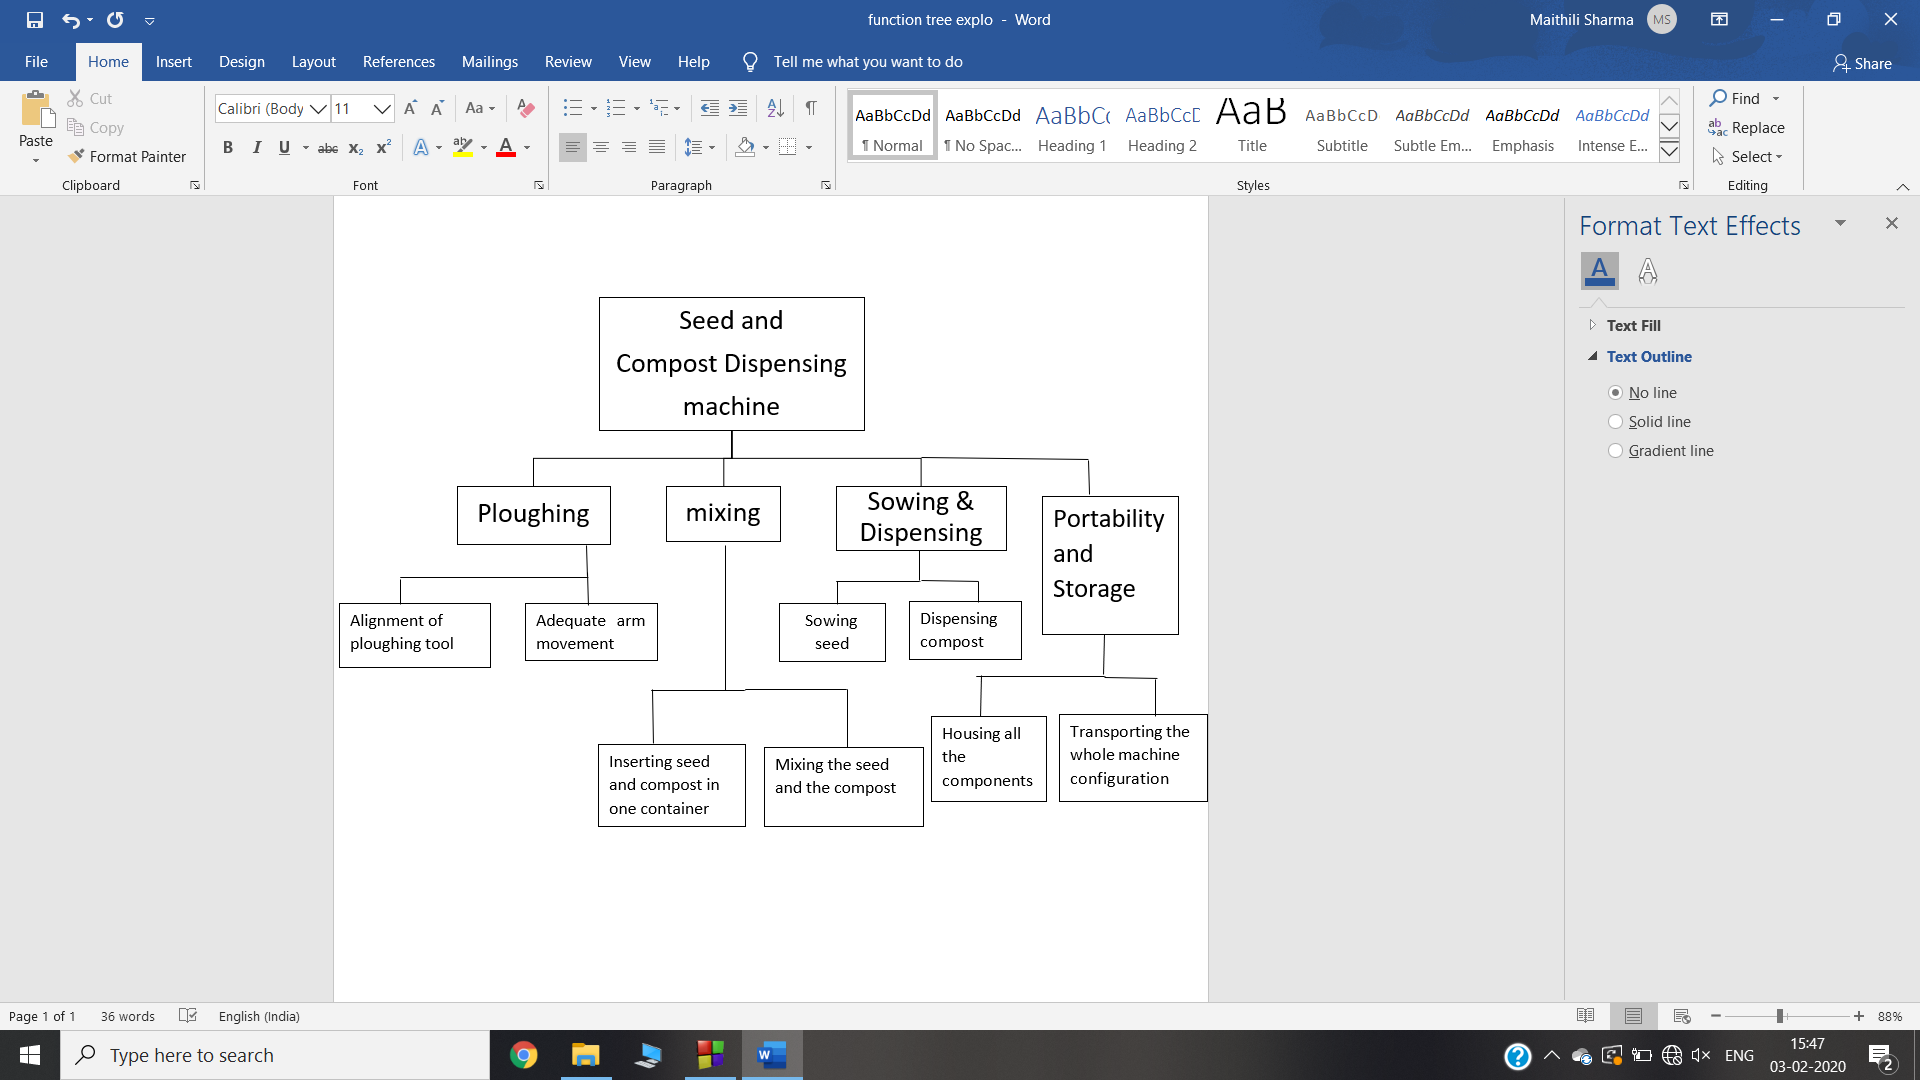 function tree explo - Word
Maithili Sharma
MS
File
Home
Insert
Design
Layout
References
Mailings
Review
View
Help
Tell me what you want to do
Share
Paste
Cut
Copy
Format Painter
Clipboard
Calibri (Body
11
Aa
B I U abc x₂ x²
A
ab
A
Font
Paragraph
AaBbCcDd
¶ Normal
AaBbCcDd
¶ No Spac...
AaBbCc
Heading 1
AaBbCcC
Heading 2
AaB
Title
AaBbCcD
Subtitle
AaBbCcDd
Subtle Em...
AaBbCcDd
Emphasis
AaBbCcDd
Intense E...
Styles
Find
Replace
Select
Editing
Format Text Effects
Text Fill
Text Outline
No line
Solid line
Gradient line
Seed and
Compost Dispensing
machine
Ploughing
mixing
Sowing &
Dispensing
Portability
and
Storage
Alignment of
ploughing tool
Adequate arm
movement
Sowing
seed
Dispensing
compost
Inserting seed
and compost in
one container
Mixing the seed
and the compost
Housing all
the
components
Transporting the
whole machine
configuration
Page 1 of 1
36 words
English (India)
88%
Type here to search
ENG
15:47
03-02-2020
2